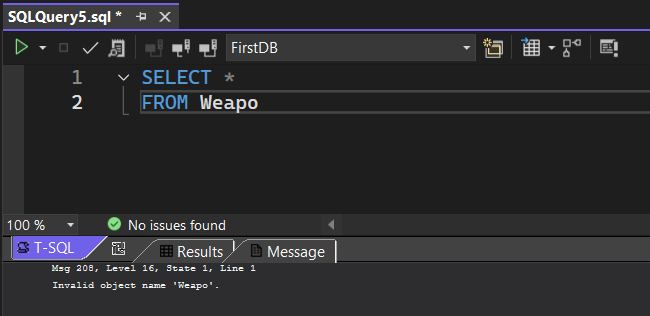 SQLQuery5.sql *
FirstDB
1 SELECT *
2 FROM Weapo
100 % No issues found
T-SQL Results Message
Msg 208, Level 16, State 1, Line 1
Invalid object name 'Weapo'.